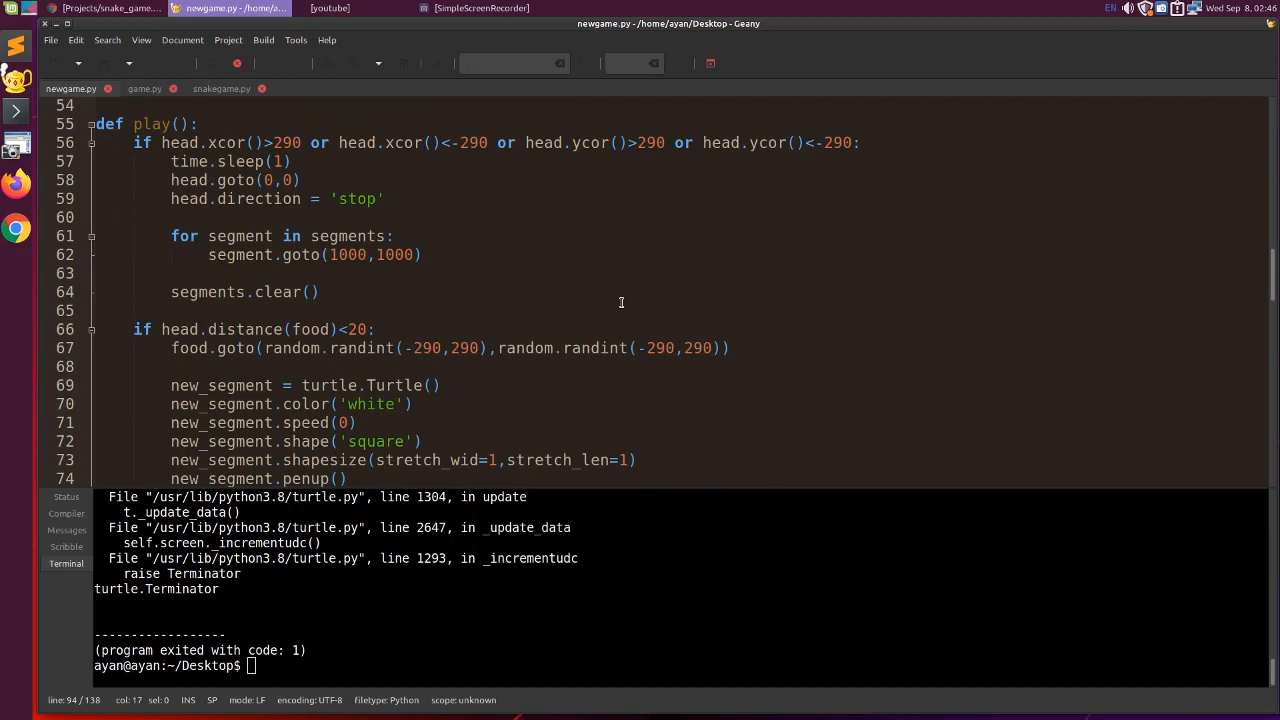 [Projects/snake_game....
newgame.py - /home/a...
[youtube]
[SimpleScreenRecorder]
EN
Wed Sep 8, 02:46
newgame.py - /home/ayan/Desktop - Geany
File Edit Search View Document Project Build Tools Help
newgame.py game.py snakegame.py
54
55 def play():
56 if head.xcor()>290 or head.xcor()<-290 or head.ycor()>290 or head.ycor()<-290:
57 time.sleep(1)
58 head.goto(0,0)
59 head.direction = 'stop'
60
61 for segment in segments:
62 segment.goto(1000,1000)
63
64 segments.clear()
65
66 if head.distance(food)<20:
67 food.goto(random.randint(-290,290),random.randint(-290,290))
68
69 new_segment = turtle.Turtle()
70 new_segment.color('white')
71 new_segment.speed(0)
72 new_segment.shape('square')
73 new_segment.shapesize(stretch_wid=1,stretch_len=1)
74 new_segment.penup()
Status
Compiler
Messages
Scribble
Terminal
File "/usr/lib/python3.8/turtle.py", line 1304, in update
t._update_data()
File "/usr/lib/python3.8/turtle.py", line 2647, in _update_data
self.screen._incrementudc()
File "/usr/lib/python3.8/turtle.py", line 1293, in _incrementudc
raise Terminator
turtle.Terminator
------------------
(program exited with code: 1)
ayan@ayan:~/Desktop$
line: 94 / 138 col: 17 sel: 0 INS SP mode: LF encoding: UTF-8 filetype: Python scope: unknown